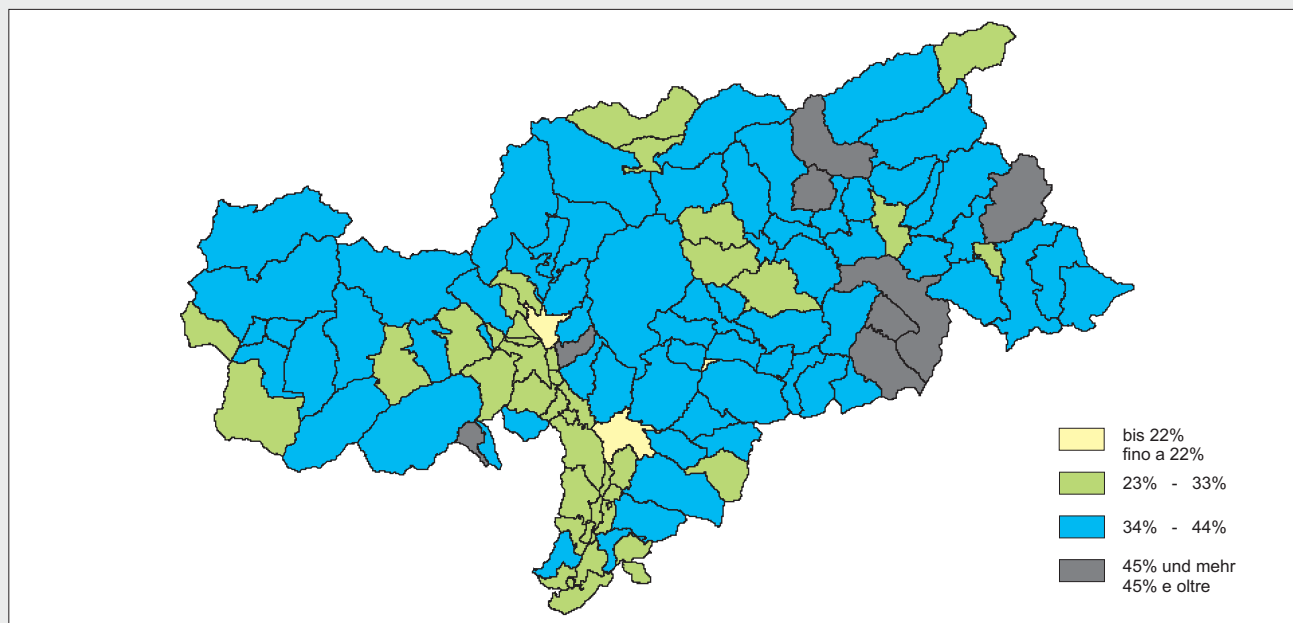 bis 22%
fino a 22%
23% - 33%
34% - 44%
45% und mehr
45% e oltre